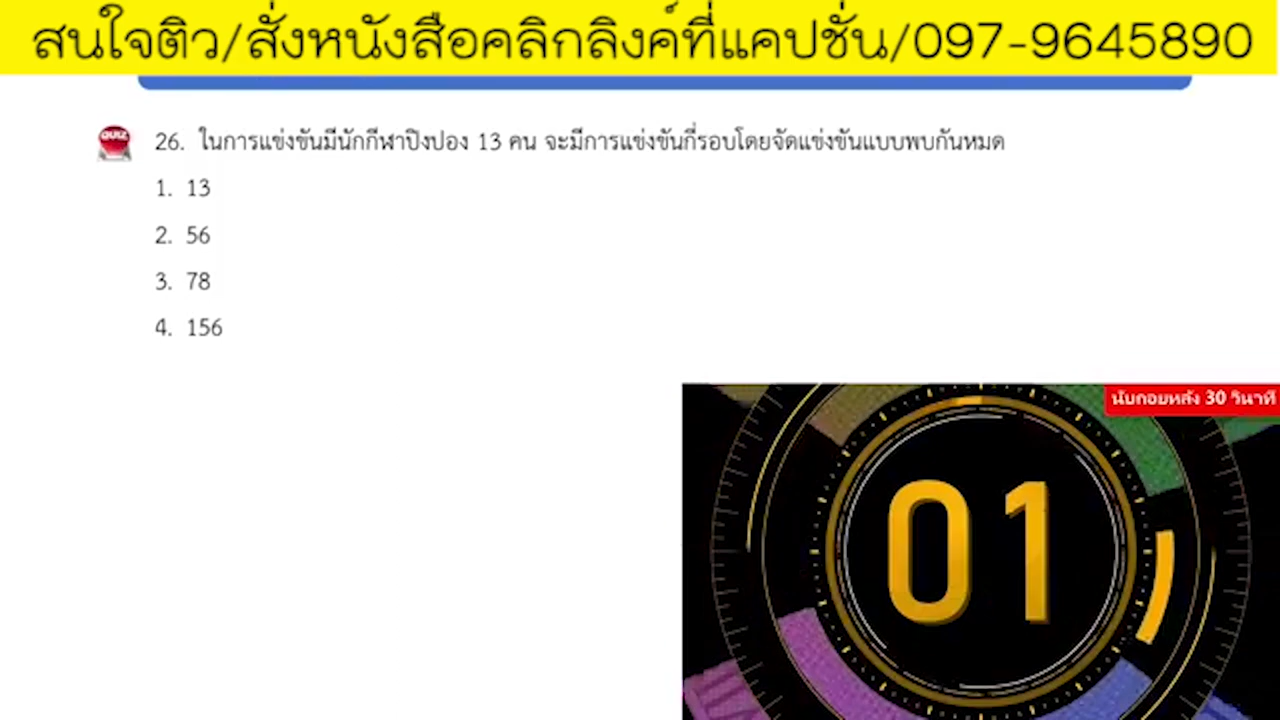 สนใจติว/สั่งหนังสือคลิกลิงค์ที่แคปชั่น/097-9645890
QUIZ
26. ในการแข่งขันมีนักกีฬาปิงปอง 13 คน จะมีการแข่งขันกี่รอบโดยจัดแข่งขันแบบพบกันหมด
1. 13
2. 56
3. 78
4. 156
นับถอยหลัง 30 วินาที
01